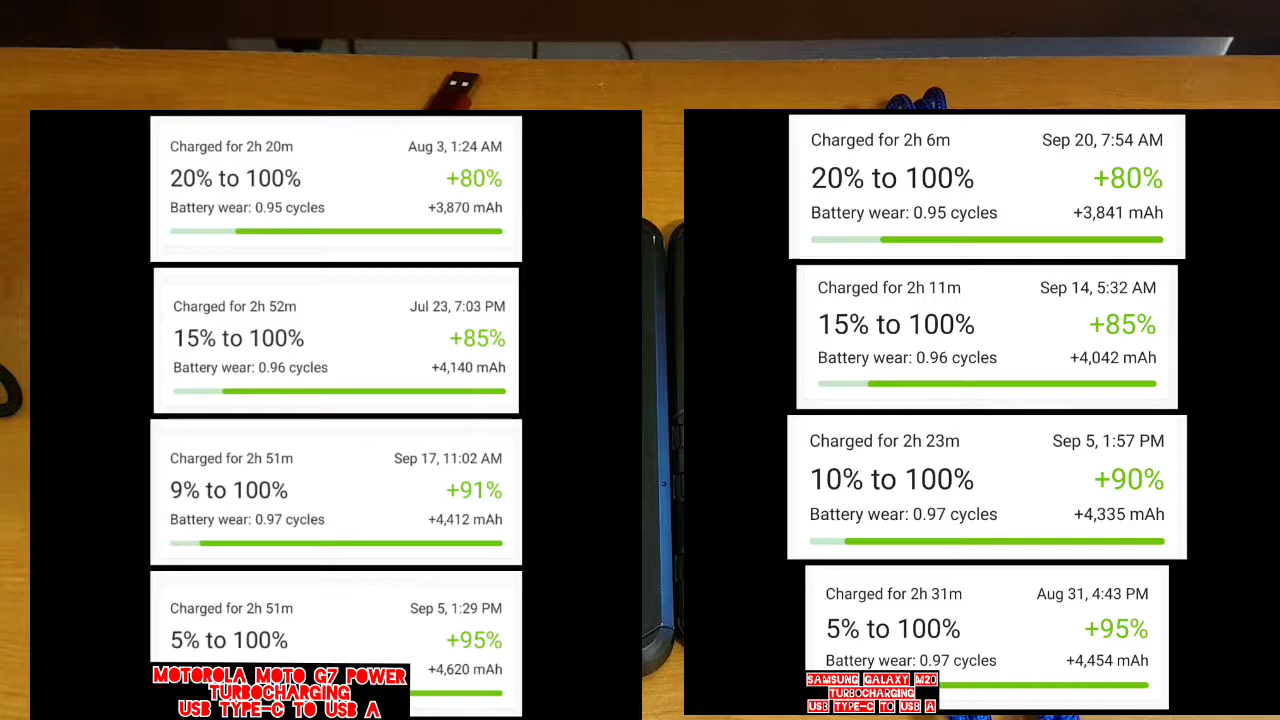 Charged for 2h 20m Aug 3, 1:24 AM
20% to 100% +80%
Battery wear: 0.95 cycles +3,870 mAh
Charged for 2h 52m Jul 23, 7:03 PM
15% to 100% +85%
Battery wear: 0.96 cycles +4,140 mAh
Charged for 2h 51m Sep 17, 11:02 AM
9% to 100% +91%
Battery wear: 0.97 cycles +4,412 mAh
Charged for 2h 51m Sep 5, 1:29 PM
5% to 100% +95%
+4,620 mAh
MOTOROLA MOTO G7 POWER
TURBOCHARGING
USB TYPE-C TO USB A
Charged for 2h 6m Sep 20, 7:54 AM
20% to 100% +80%
Battery wear: 0.95 cycles +3,841 mAh
Charged for 2h 11m Sep 14, 5:32 AM
15% to 100% +85%
Battery wear: 0.96 cycles +4,042 mAh
Charged for 2h 23m Sep 5, 1:57 PM
10% to 100% +90%
Battery wear: 0.97 cycles +4,335 mAh
Charged for 2h 31m Aug 31, 4:43 PM
5% to 100% +95%
Battery wear: 0.97 cycles +4,454 mAh
SAMSUNG GALAXY M20
TURBOCHARGING
USB TYPE-C TO USB A